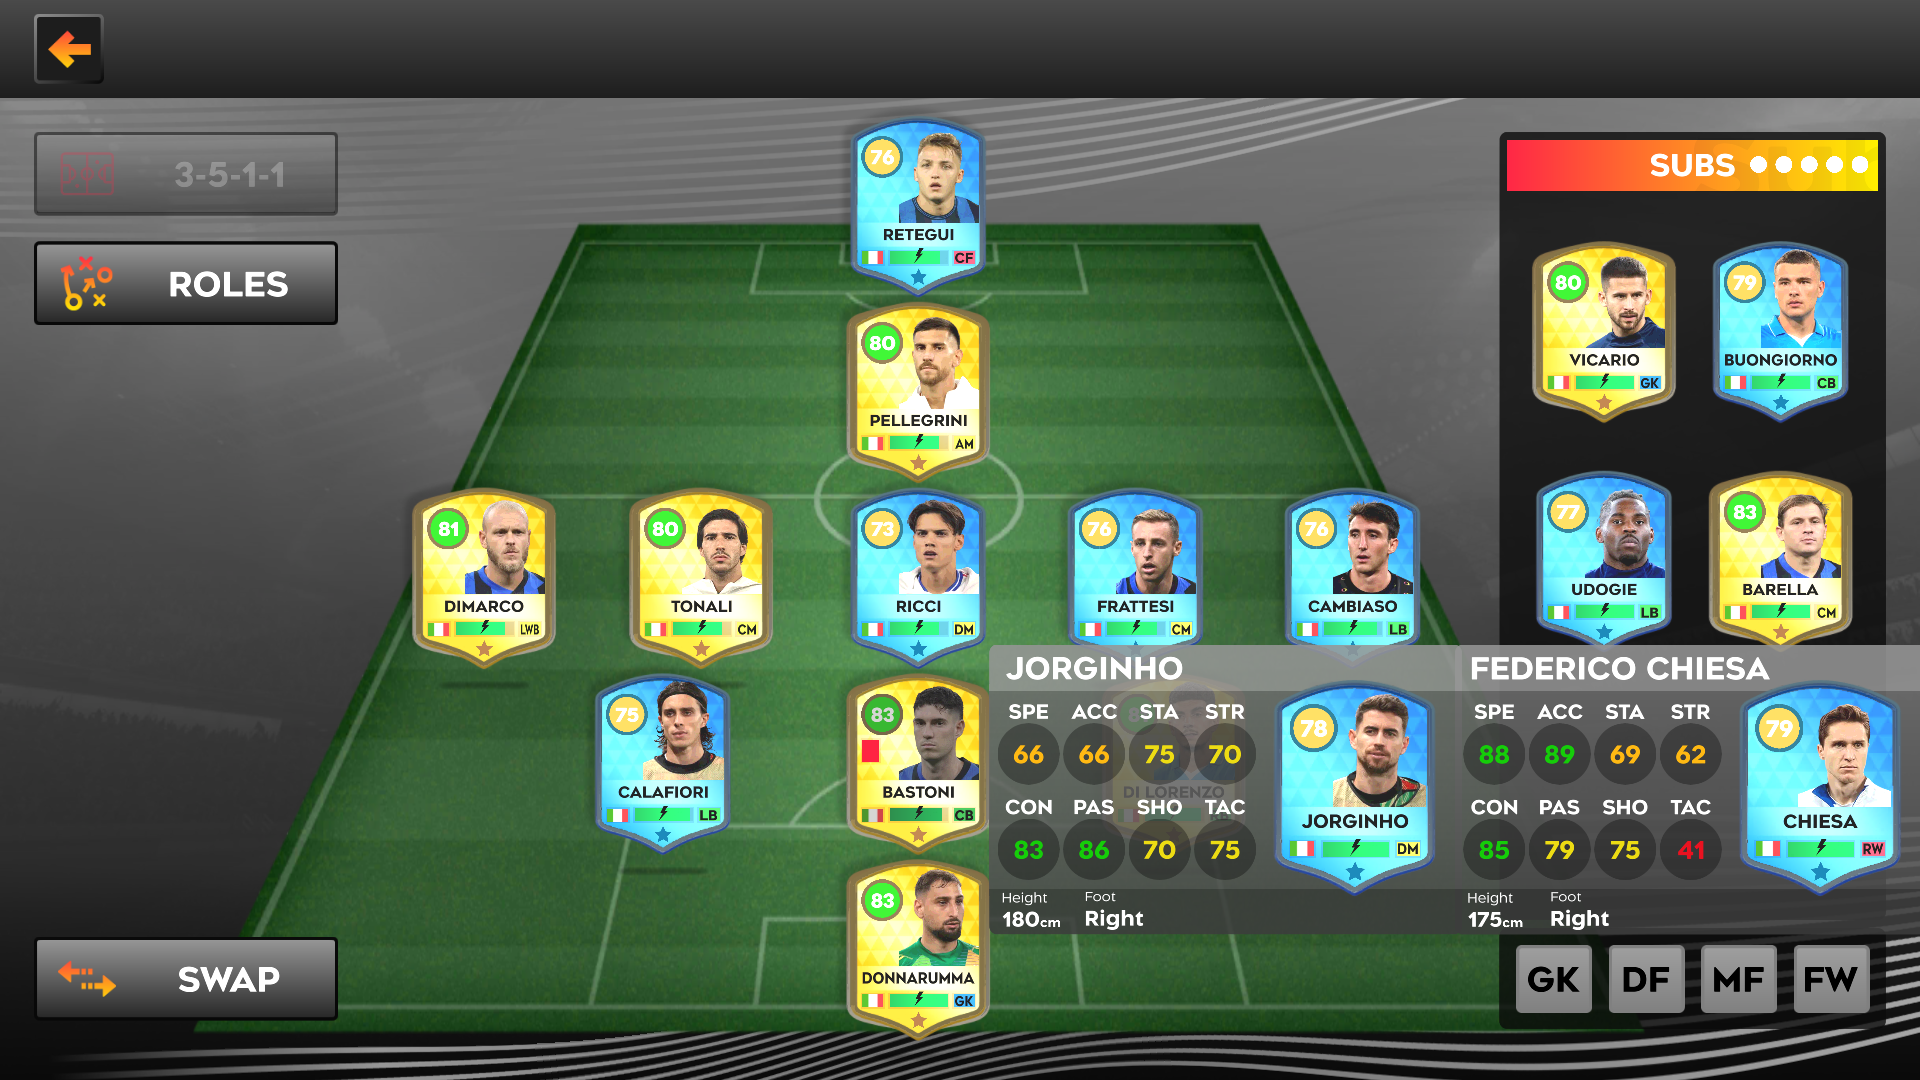 3-5-1-1
ROLES
SWAP
76
RETEGUI
CF
80
PELLEGRINI
AM
81
DIMARCO
LWB
80
TONALI
CM
73
RICCI
DM
76
FRATTESI
CM
76
CAMBIASO
LB
75
CALAFIORI
LB
83
BASTONI
CB
DI LORENZO
83
DONNARUMMA
GK
SUBS
80
VICARIO
GK
79
BUONGIORNO
CB
77
UDOGIE
LB
83
BARELLA
CM
JORGINHO
SPE ACC STA STR
66 66 75 70
CON PAS SHO TAC
83 86 70 75
Height Foot
180cm Right
78
JORGINHO
DM
FEDERICO CHIESA
SPE ACC STA STR
88 89 69 62
CON PAS SHO TAC
85 79 75 41
Height Foot
175cm Right
79
CHIESA
RW
GK DF MF FW